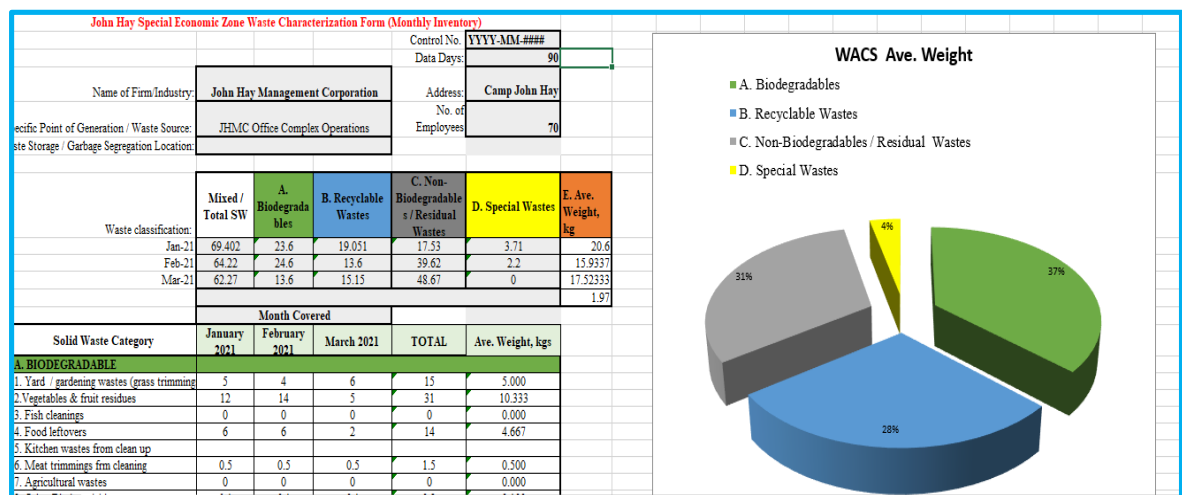 John Hay Special Economic Zone Waste Characterization Form (Monthly Inventory)
Control No. YYYY-MM-####
Data Days: 90
Name of Firm/Industry: John Hay Management Corporation Address: Camp John Hay
No. of
ecific Point of Generation / Waste Source: JHMC Office Complex Operations Employees 70
ste Storage / Garbage Segregation Location:
Waste classification: Mixed / Total SW A. Biodegrada bles B. Recyclable Wastes C. Non-Biodegradable s / Residual Wastes D. Special Wastes E. Ave. Weight, kg
Jan-21 69.402 23.6 19.051 17.53 3.71 20.6
Feb-21 64.22 24.6 13.6 39.62 2.2 15.9337
Mar-21 62.27 13.6 15.15 48.67 0 17.52333
1.97
Month Covered
Solid Waste Category January 2021 February 2021 March 2021 TOTAL Ave. Weight, kgs
A. BIODEGRADABLE
1. Yard / gardening wastes (grass trimming 5 4 6 15 5.000
2.Vegetables & fruit residues 12 14 5 31 10.333
3. Fish cleanings 0 0 0 0 0.000
4. Food leftovers 6 6 2 14 4.667
5. Kitchen wastes from clean up
6. Meat trimmings frm cleaning 0.5 0.5 0.5 1.5 0.500
7. Agricultural wastes 0 0 0 0 0.000
WACS Ave. Weight
A. Biodegradables
B. Recyclable Wastes
C. Non-Biodegradables / Residual Wastes
D. Special Wastes
4%
37%
31%
28%